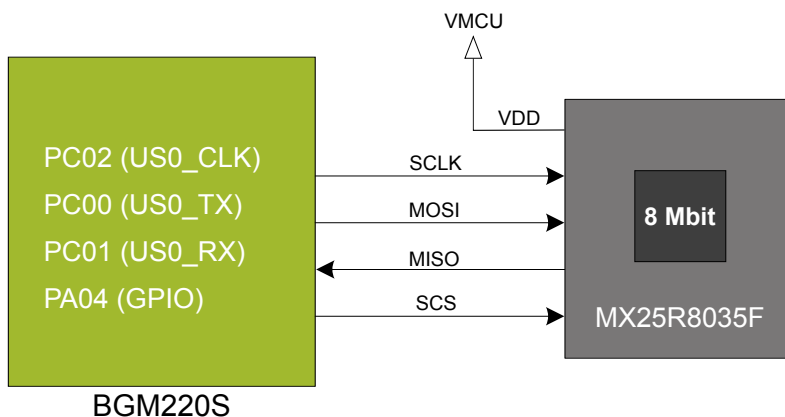 VMCU
VDD
PC02 (US0_CLK)
SCLK
PC00 (US0_TX)
MOSI
8 Mbit
PC01 (US0_RX)
MISO
PA04 (GPIO)
SCS
MX25R8035F
BGM220S